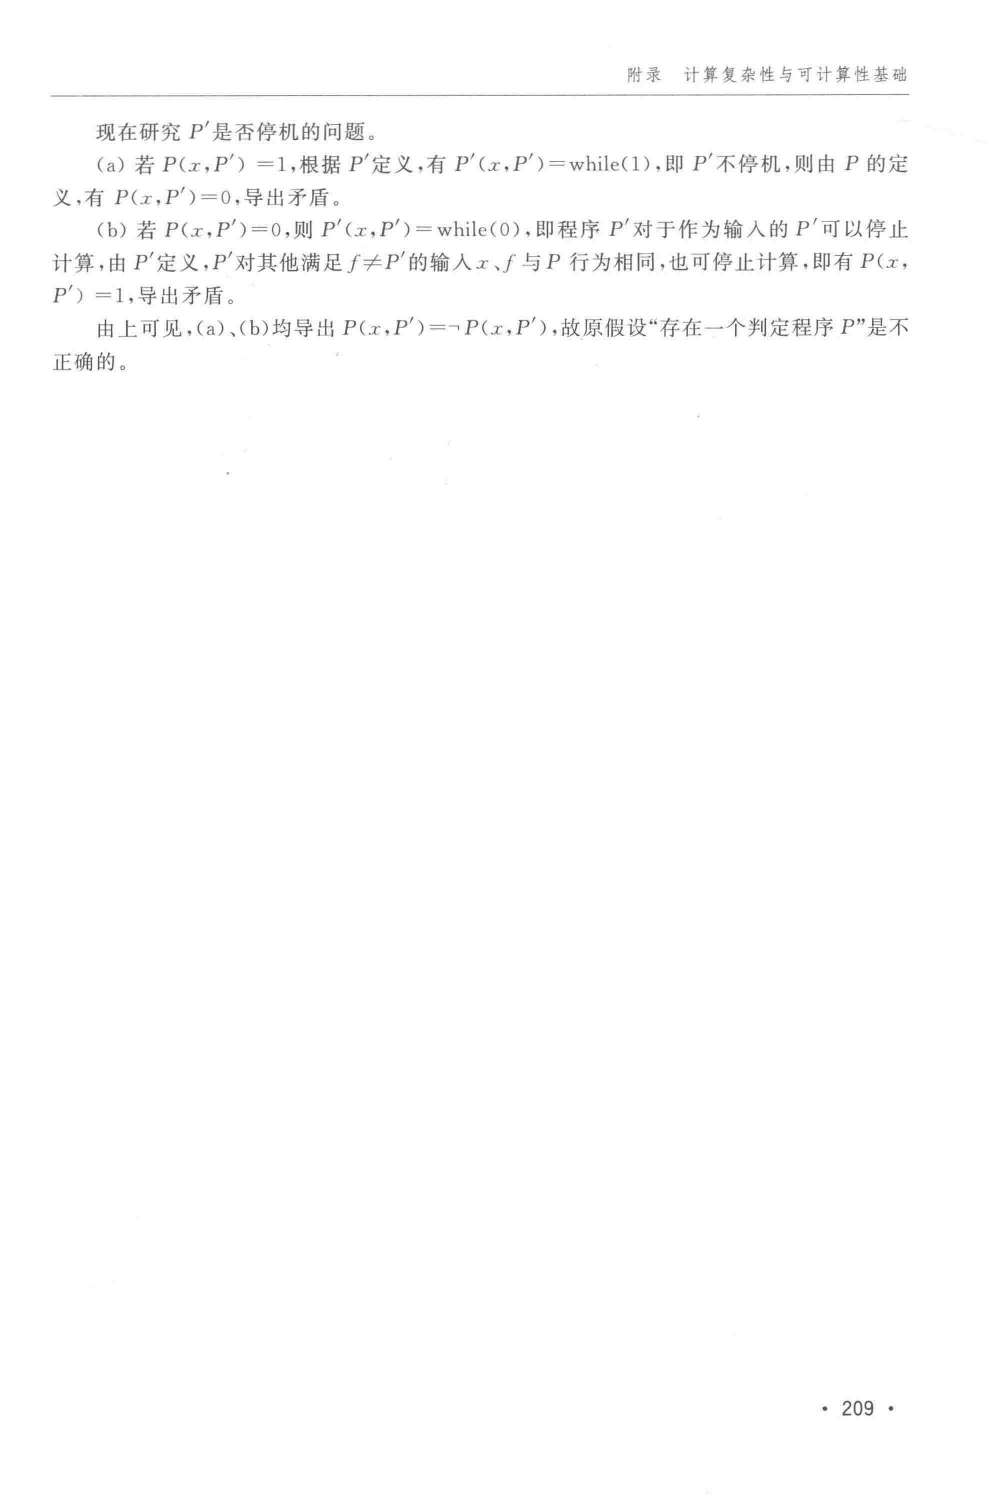 附录 计算复杂性与可计算性基础
现在研究 P′是否停机的问题。
(a) 若 P(x,P′) =1,根据 P′定义,有 P′(x,P′)=while(1),即 P′不停机,则由 P 的定
义,有 P(x,P′)=0,导出矛盾。
(b) 若 P(x,P′)=0,则 P′(x,P′)=while(0),即程序 P′对于作为输入的 P′可以停止
计算,由 P′定义,P′对其他满足 f≠P′的输入 x、f 与 P 行为相同,也可停止计算,即有 P(x,
P′) =1,导出矛盾。
由上可见,(a)、(b)均导出 P(x,P′)=¬P(x,P′),故原假设“存在一个判定程序 P”是不
正确的。
· 209 ·